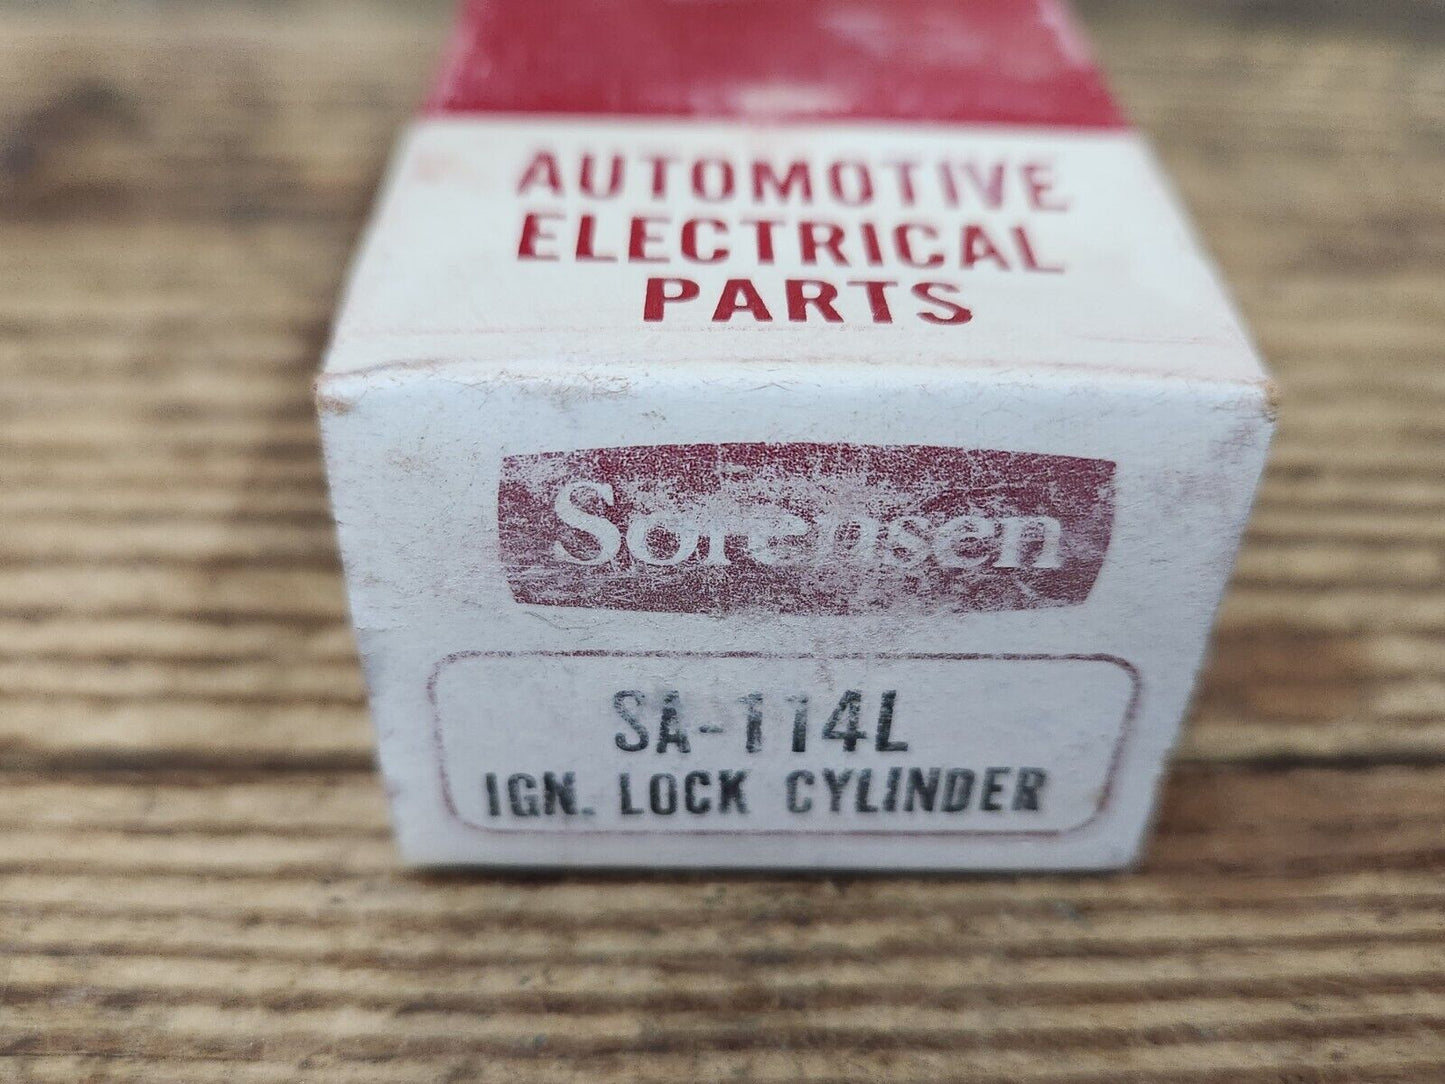 AUTOMOTIVE
ELECTRICAL
PARTS
Sorensen
SA-114L
IGN. LOCK CYLINDER